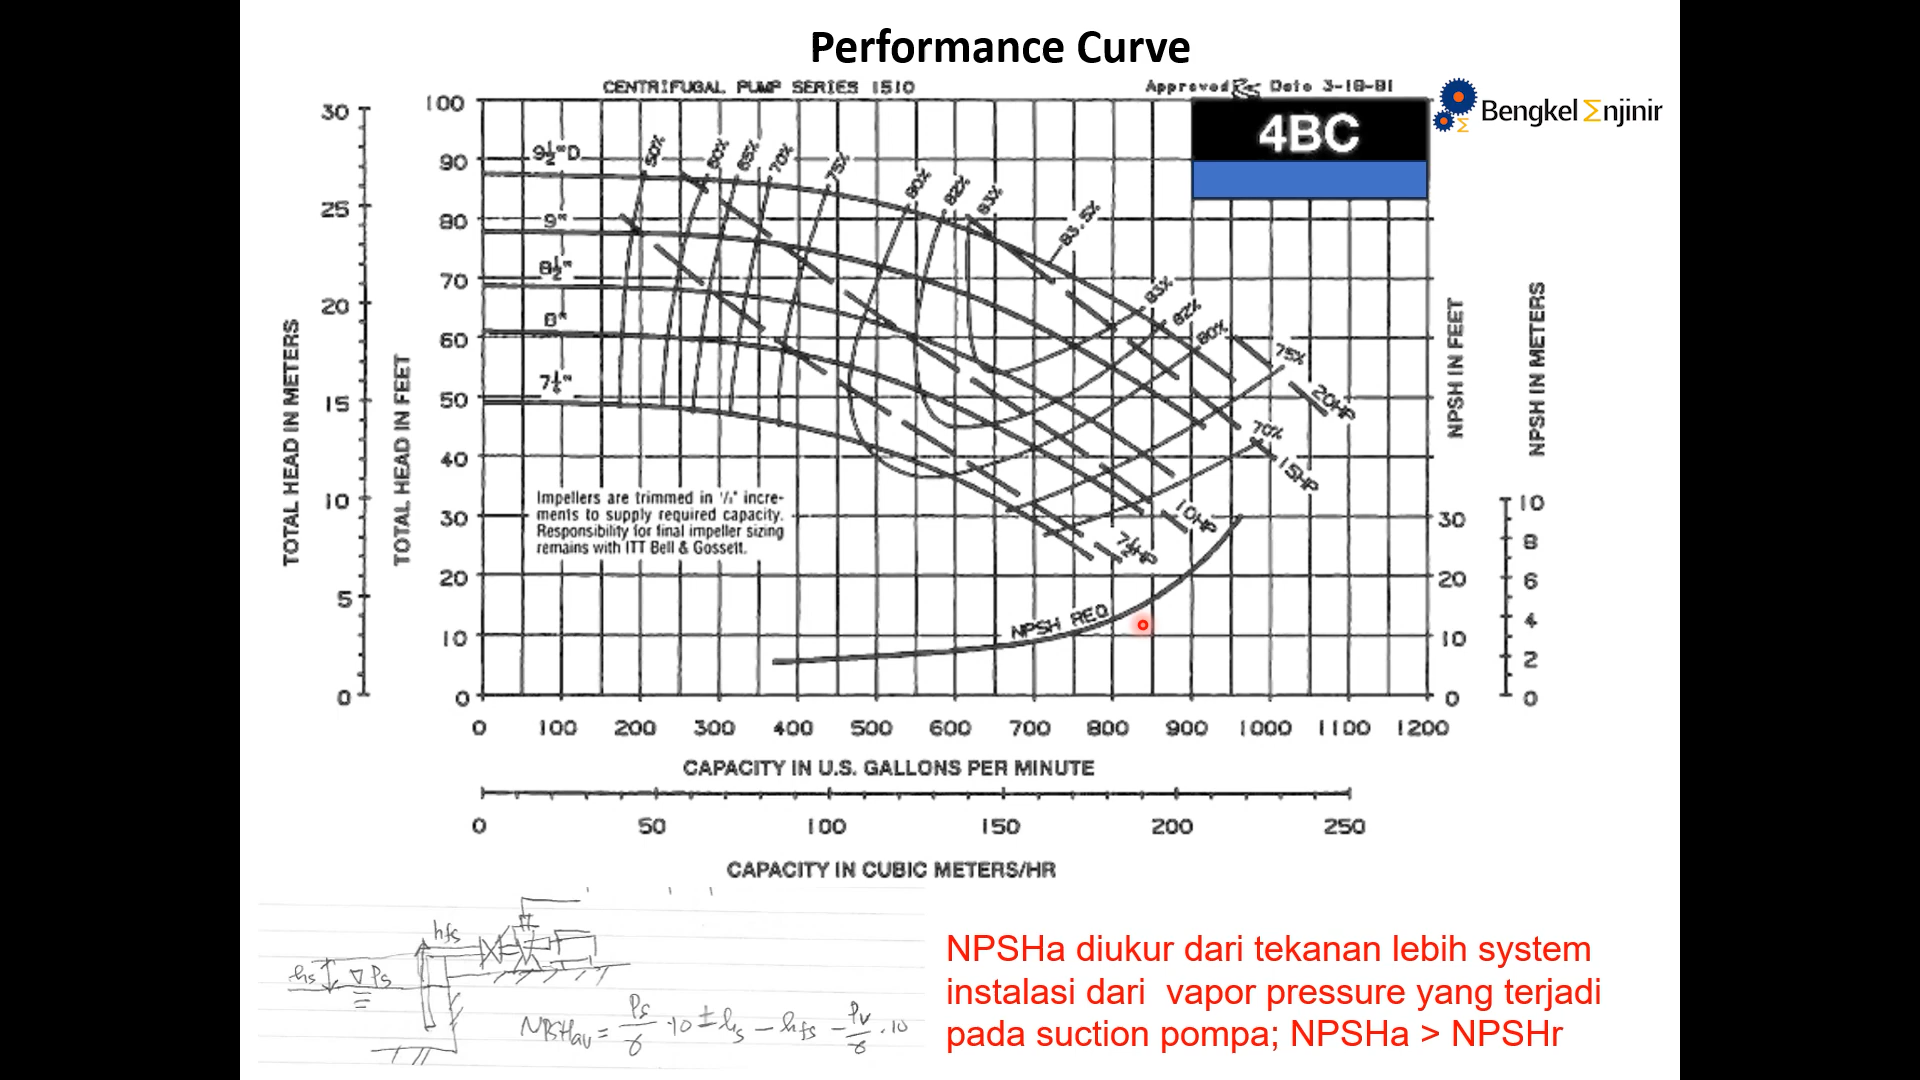 Performance Curve
CENTRIFUGAL PUMP SERIES 1510
Approved Date 3-18-81
Bengkel Σnjinir
4BC
30
25
20
15
10
5
0
TOTAL HEAD IN METERS
100
90
80
70
60
50
40
30
20
10
0
TOTAL HEAD IN FEET
9½"D
9"
8½"
8"
7½"
50%
60%
65%
70%
75%
80%
82%
83%
83.5%
83%
82%
80%
75%
70%
20HP
15HP
10HP
7½HP
Impellers are trimmed in ⅛" incre-
ments to supply required capacity.
Responsibility for final impeller sizing
remains with ITT Bell & Gossett.
NPSH REQ
NPSH IN FEET
30
20
10
0
NPSH IN METERS
10
8
6
4
2
0
0 100 200 300 400 500 600 700 800 900 1000 1100 1200
CAPACITY IN U.S. GALLONS PER MINUTE
0 50 100 150 200 250
CAPACITY IN CUBIC METERS/HR
hfs
hs Ps
NPSHav = Ps/γ · 10 ± hs − hfs − Pv/γ · 10
NPSHa diukur dari tekanan lebih system
instalasi dari vapor pressure yang terjadi
pada suction pompa; NPSHa > NPSHr